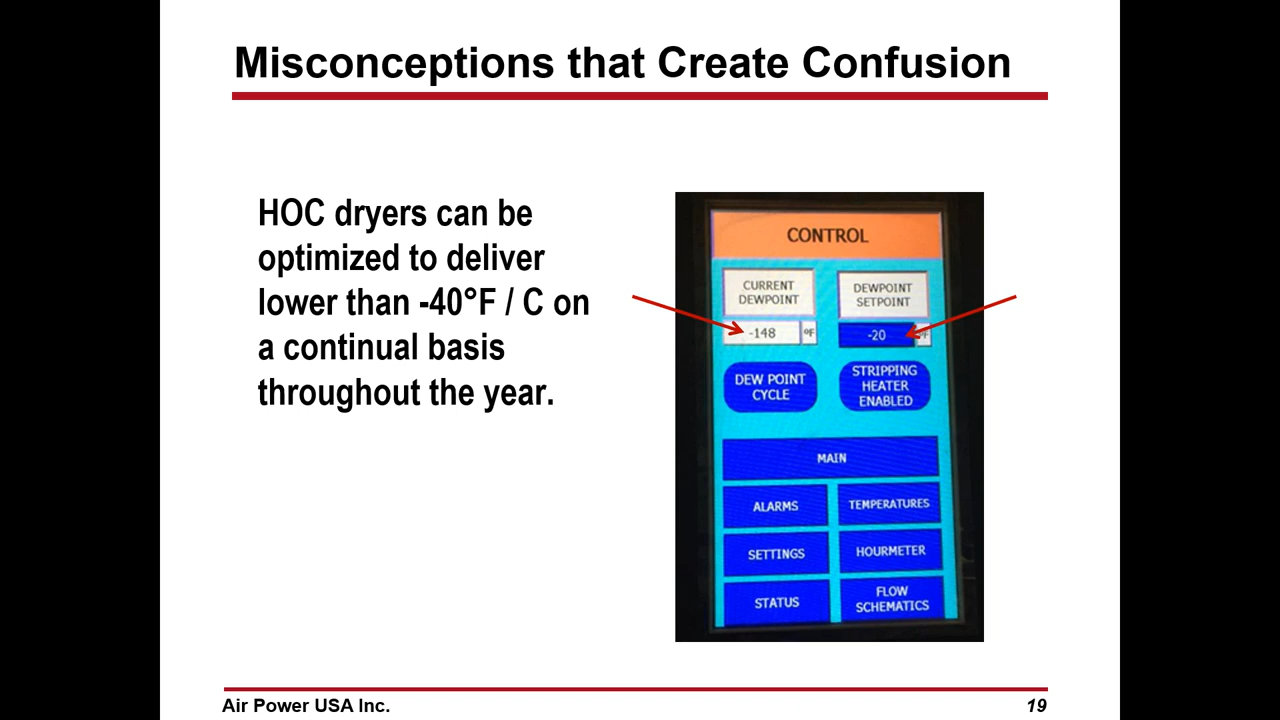 Misconceptions that Create Confusion
HOC dryers can be
optimized to deliver
lower than -40°F / C on
a continual basis
throughout the year.
CONTROL
CURRENT
DEWPOINT
DEWPOINT
SETPOINT
-148 ºF
-20
DEW POINT
CYCLE
STRIPPING
HEATER
ENABLED
MAIN
ALARMS
TEMPERATURES
SETTINGS
HOURMETER
STATUS
FLOW
SCHEMATICS
Air Power USA Inc.
19